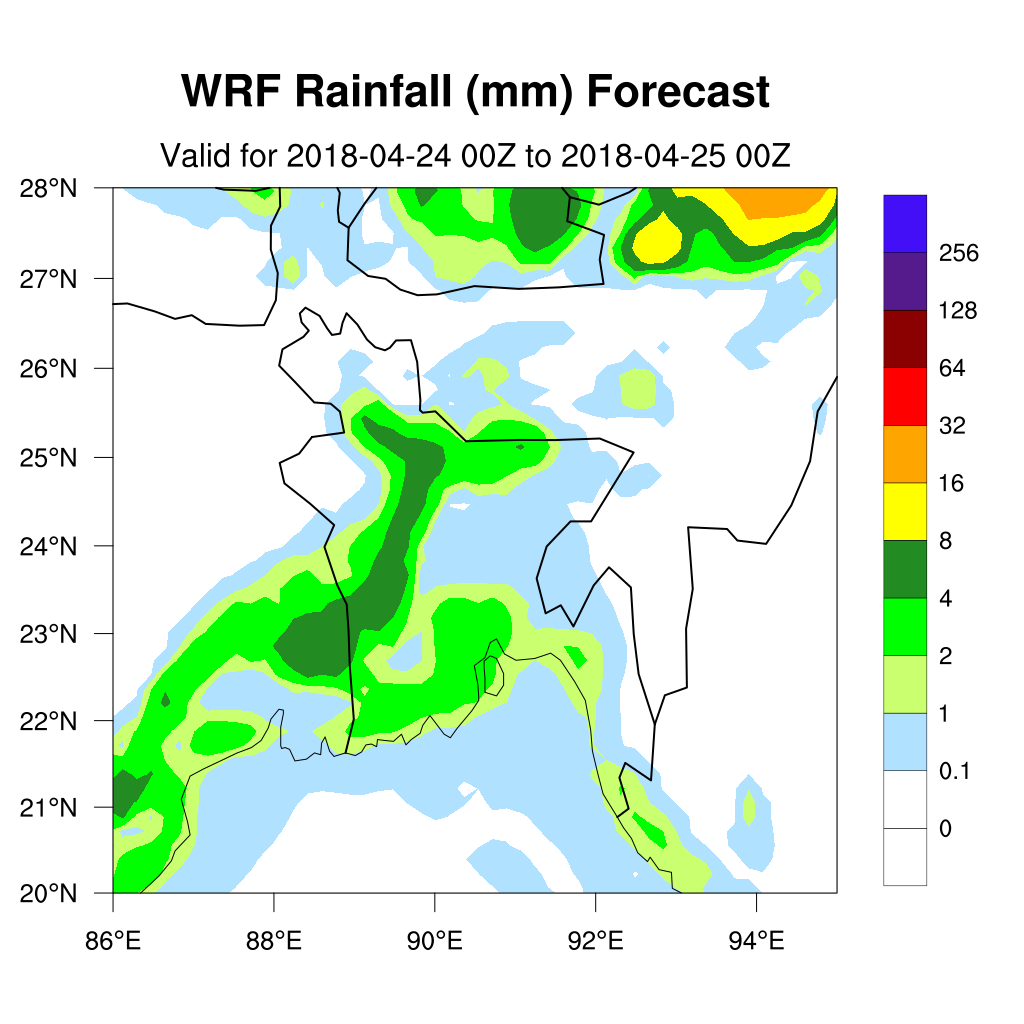 WRF Rainfall (mm) Forecast
Valid for 2018-04-24 00Z to 2018-04-25 00Z
28°N
27°N
26°N
25°N
24°N
23°N
22°N
21°N
20°N
86°E 88°E 90°E 92°E 94°E
256
128
64
32
16
8
4
2
1
0.1
0